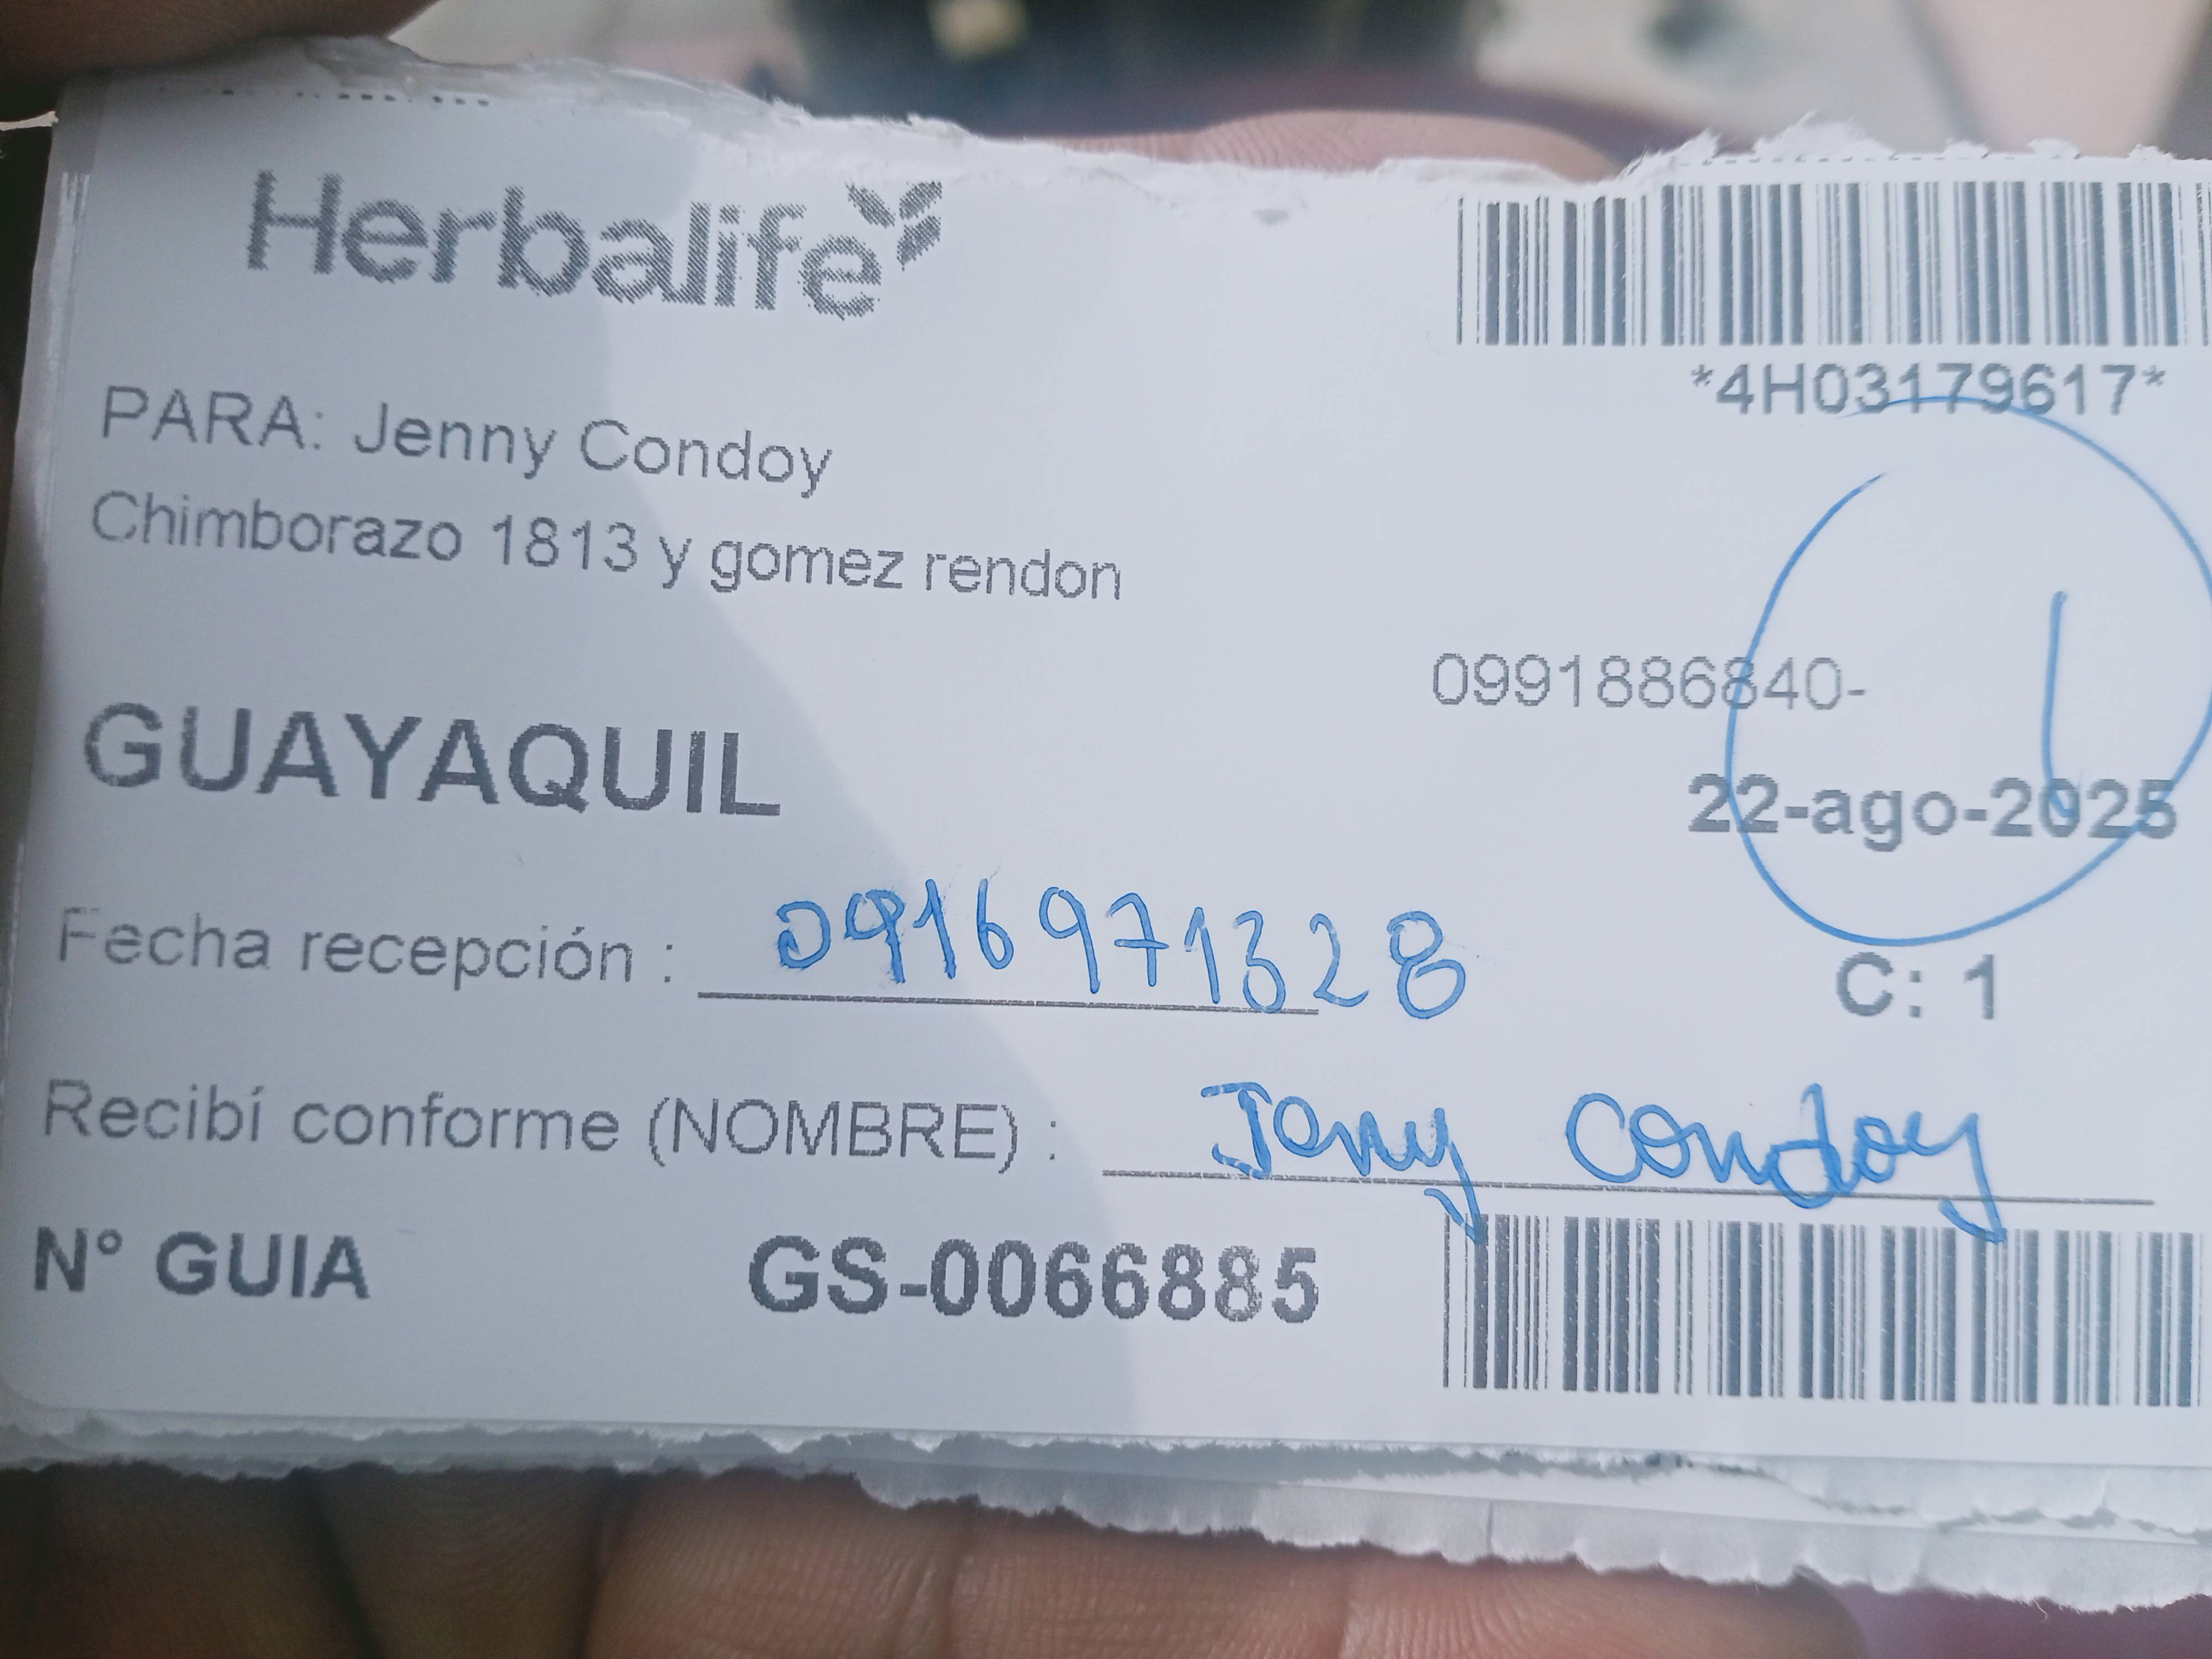 Herbalife
*4H03179617*
PARA: Jenny Condoy
Chimborazo 1813 y gomez rendon
0991886840-
GUAYAQUIL
22-ago-2025
Fecha recepción : 0916971328
C: 1
Recibí conforme (NOMBRE) : Jenny Condoy
N° GUIA GS-0066885